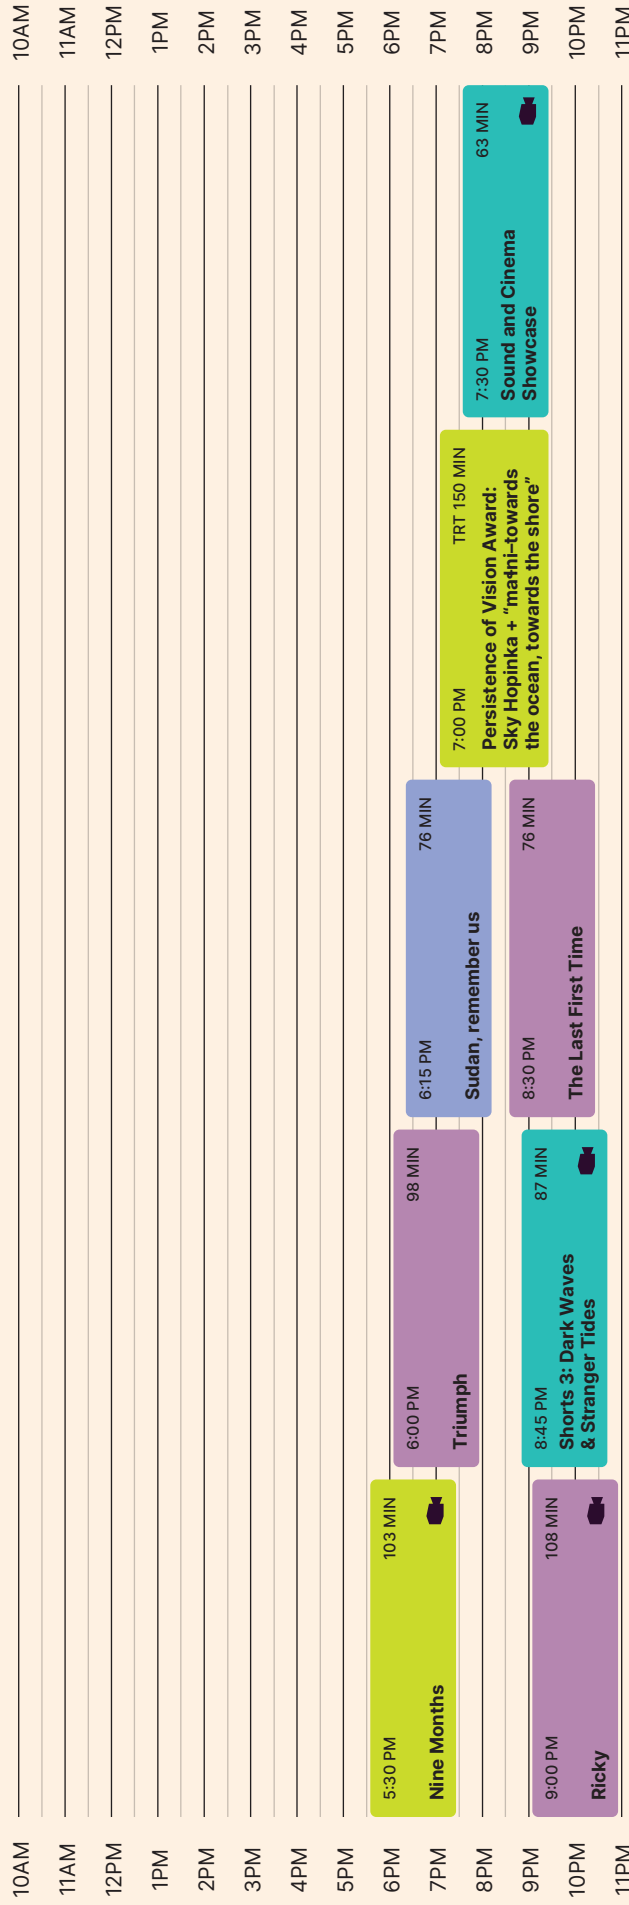 10AM
11AM
12PM
1PM
2PM
3PM
4PM
5PM
6PM
7PM
8PM
9PM
10PM
11PM
5:30 PM 103 MIN
Nine Months
9:00 PM 108 MIN
Ricky
6:00 PM 98 MIN
Triumph
8:45 PM 87 MIN
Shorts 3: Dark Waves
& Stranger Tides
6:15 PM 76 MIN
Sudan, remember us
8:30 PM 76 MIN
The Last First Time
7:00 PM TRT 150 MIN
Persistence of Vision Award:
Sky Hopinka + “małni–towards
the ocean, towards the shore”
7:30 PM 63 MIN
Sound and Cinema
Showcase
10AM
11AM
12PM
1PM
2PM
3PM
4PM
5PM
6PM
7PM
8PM
9PM
10PM
11PM